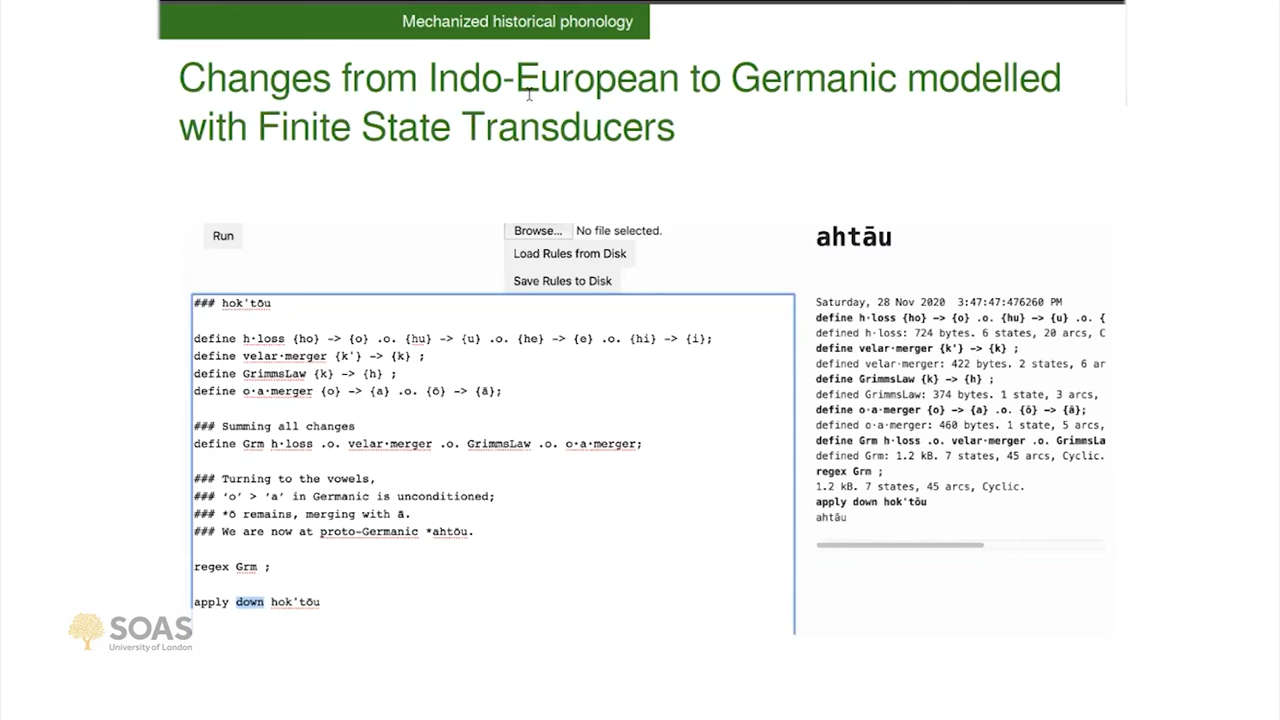 Mechanized historical phonology
Changes from Indo-European to Germanic modelled
with Finite State Transducers
Run
Browse... No file selected.
Load Rules from Disk
Save Rules to Disk
### hok'tōu
define h·loss {ho} -> {o} .o. {hu} -> {u} .o. {he} -> {e} .o. {hi} -> {i};
define velar·merger {k'} -> {k} ;
define GrimmsLaw {k} -> {h} ;
define o·a·merger {o} -> {a} .o. {ō} -> {ā};
### Summing all changes
define Grm h·loss .o. velar·merger .o. GrimmsLaw .o. o·a·merger;
### Turning to the vowels,
### ‘o’ > ‘a’ in Germanic is unconditioned;
### *ō remains, merging with ā.
### We are now at proto-Germanic *ahtōu.
regex Grm ;
apply down hok'tōu
ahtāu
Saturday, 28 Nov 2020 3:47:47:476260 PM
define h·loss {ho} -> {o} .o. {hu} -> {u} .o. {
defined h·loss: 724 bytes. 6 states, 20 arcs, C
define velar·merger {k'} -> {k} ;
defined velar·merger: 422 bytes. 2 states, 6 ar
define GrimmsLaw {k} -> {h} ;
defined GrimmsLaw: 374 bytes. 1 state, 3 arcs,
define o·a·merger {o} -> {a} .o. {ō} -> {ā};
defined o·a·merger: 460 bytes. 1 state, 5 arcs,
define Grm h·loss .o. velar·merger .o. GrimmsLa
defined Grm: 1.2 kB. 7 states, 45 arcs, Cyclic.
regex Grm ;
1.2 kB. 7 states, 45 arcs, Cyclic.
apply down hok'tōu
ahtāu
SOAS
University of London